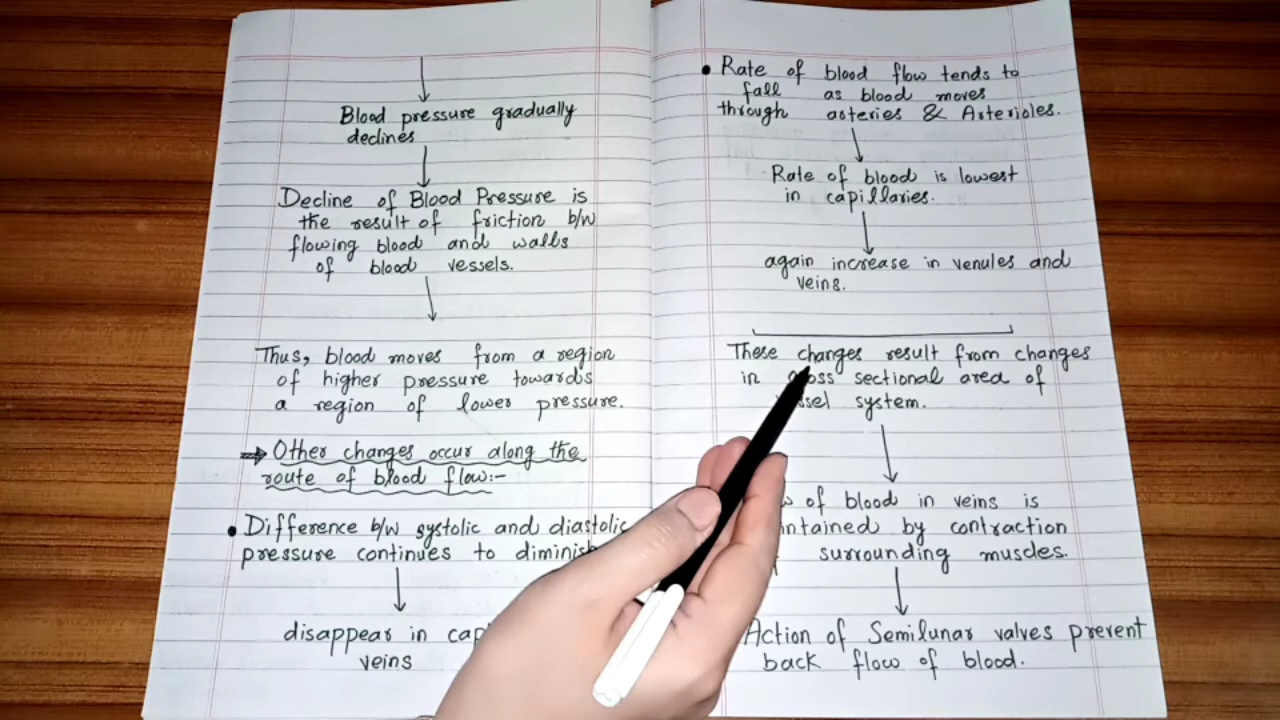 Blood pressure gradually
declines
Decline of Blood Pressure is
the result of friction b/w
flowing blood and walls
of blood vessels.
Thus, blood moves from a region
of higher pressure towards
a region of lower pressure.
Other changes occur along the
route of blood flow:-
• Difference b/w systolic and diastolic
pressure continues to
disappear in
veins
• Rate of blood flow tends to
fall as blood moves
through arteries & Arterioles.
Rate of blood is lowest
in capillaries.
again increase in venules and
veins.
These changes result from changes
in sectional area of
system.
of blood in veins is
by contraction
surrounding muscles.
Action of Semilunar valves prevent
back flow of blood.